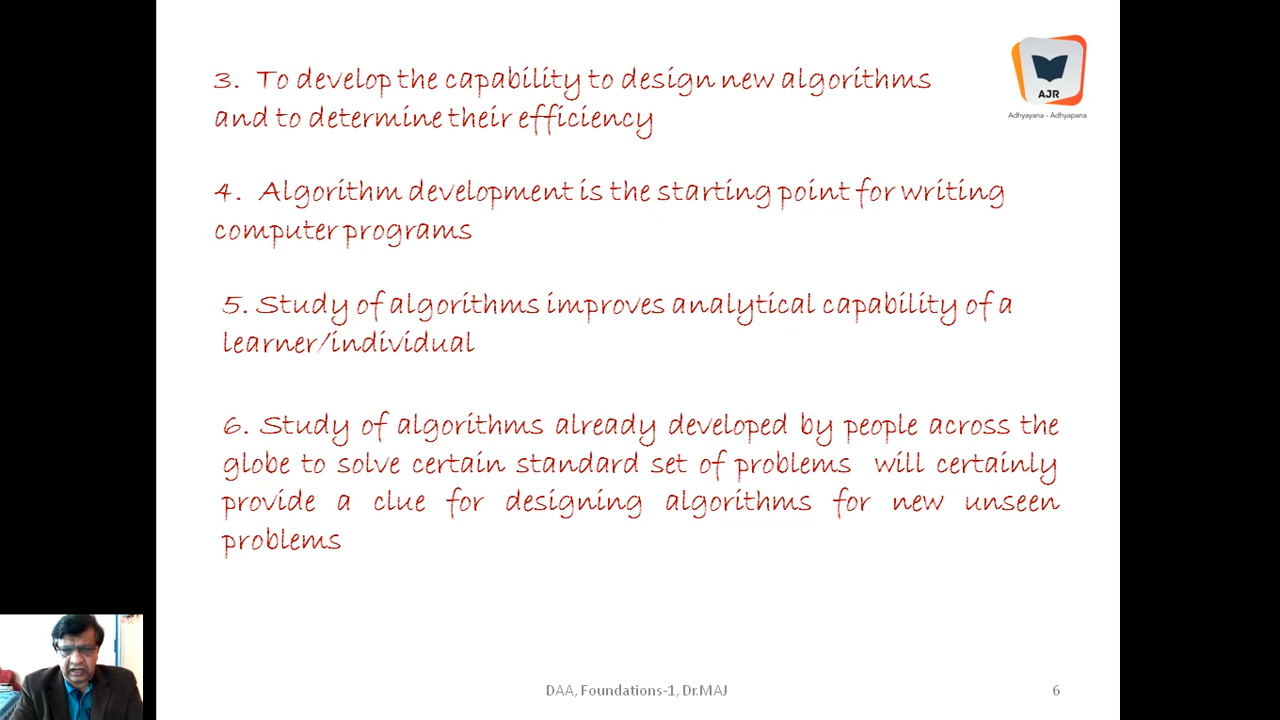 3. To develop the capability to design new algorithms
and to determine their efficiency
4. Algorithm development is the starting point for writing
computer programs
5. Study of algorithms improves analytical capability of a
learner/individual
6. Study of algorithms already developed by people across the
globe to solve certain standard set of problems will certainly
provide a clue for designing algorithms for new unseen
problems
AJR
Adhyayana - Adhyapana
DAA, Foundations-1, Dr.MAJ
6